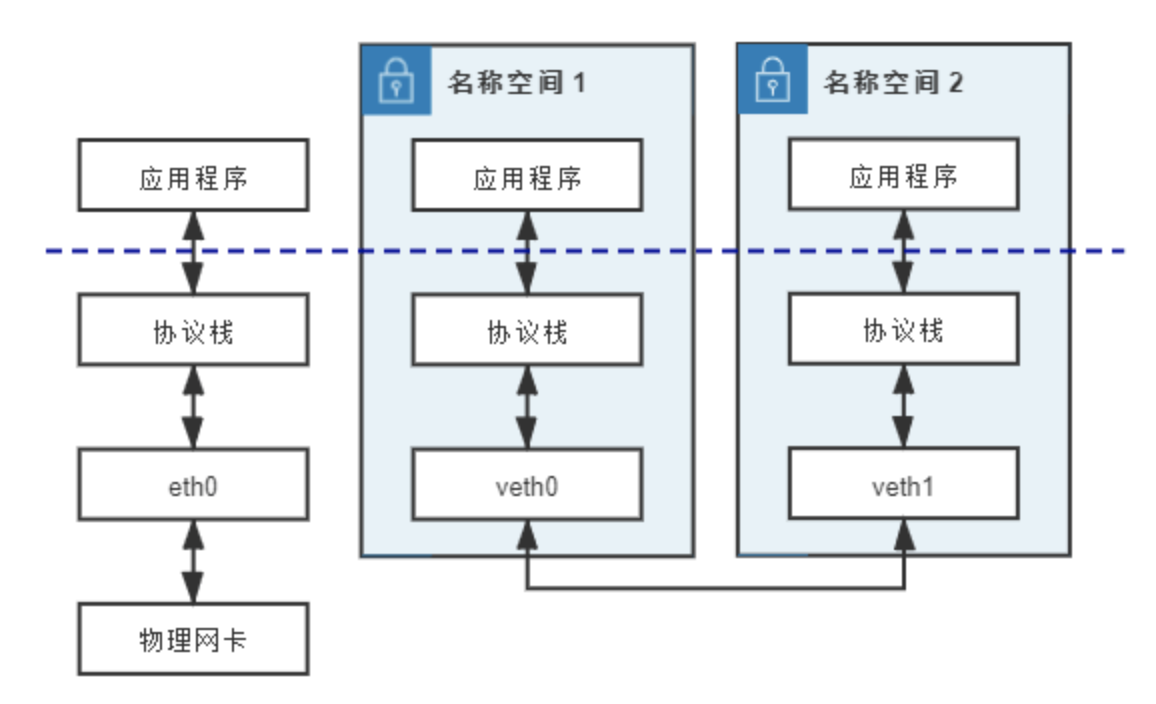 名称空间 1
名称空间 2
应用程序
应用程序
应用程序
协议栈
协议栈
协议栈
eth0
veth0
veth1
物理网卡